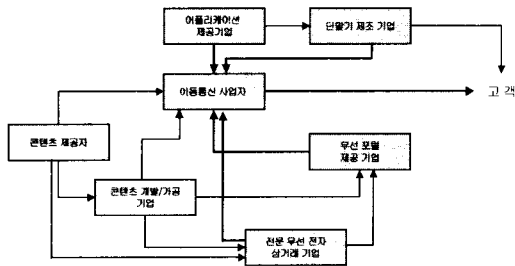 어플리케이션
제공기업
단말기 제조 기업
이동통신 사업자
고 객
콘텐츠 제공자
무선 포털
제공 기업
콘텐츠 개발/가공
기업
전문 무선 전자
상거래 기업